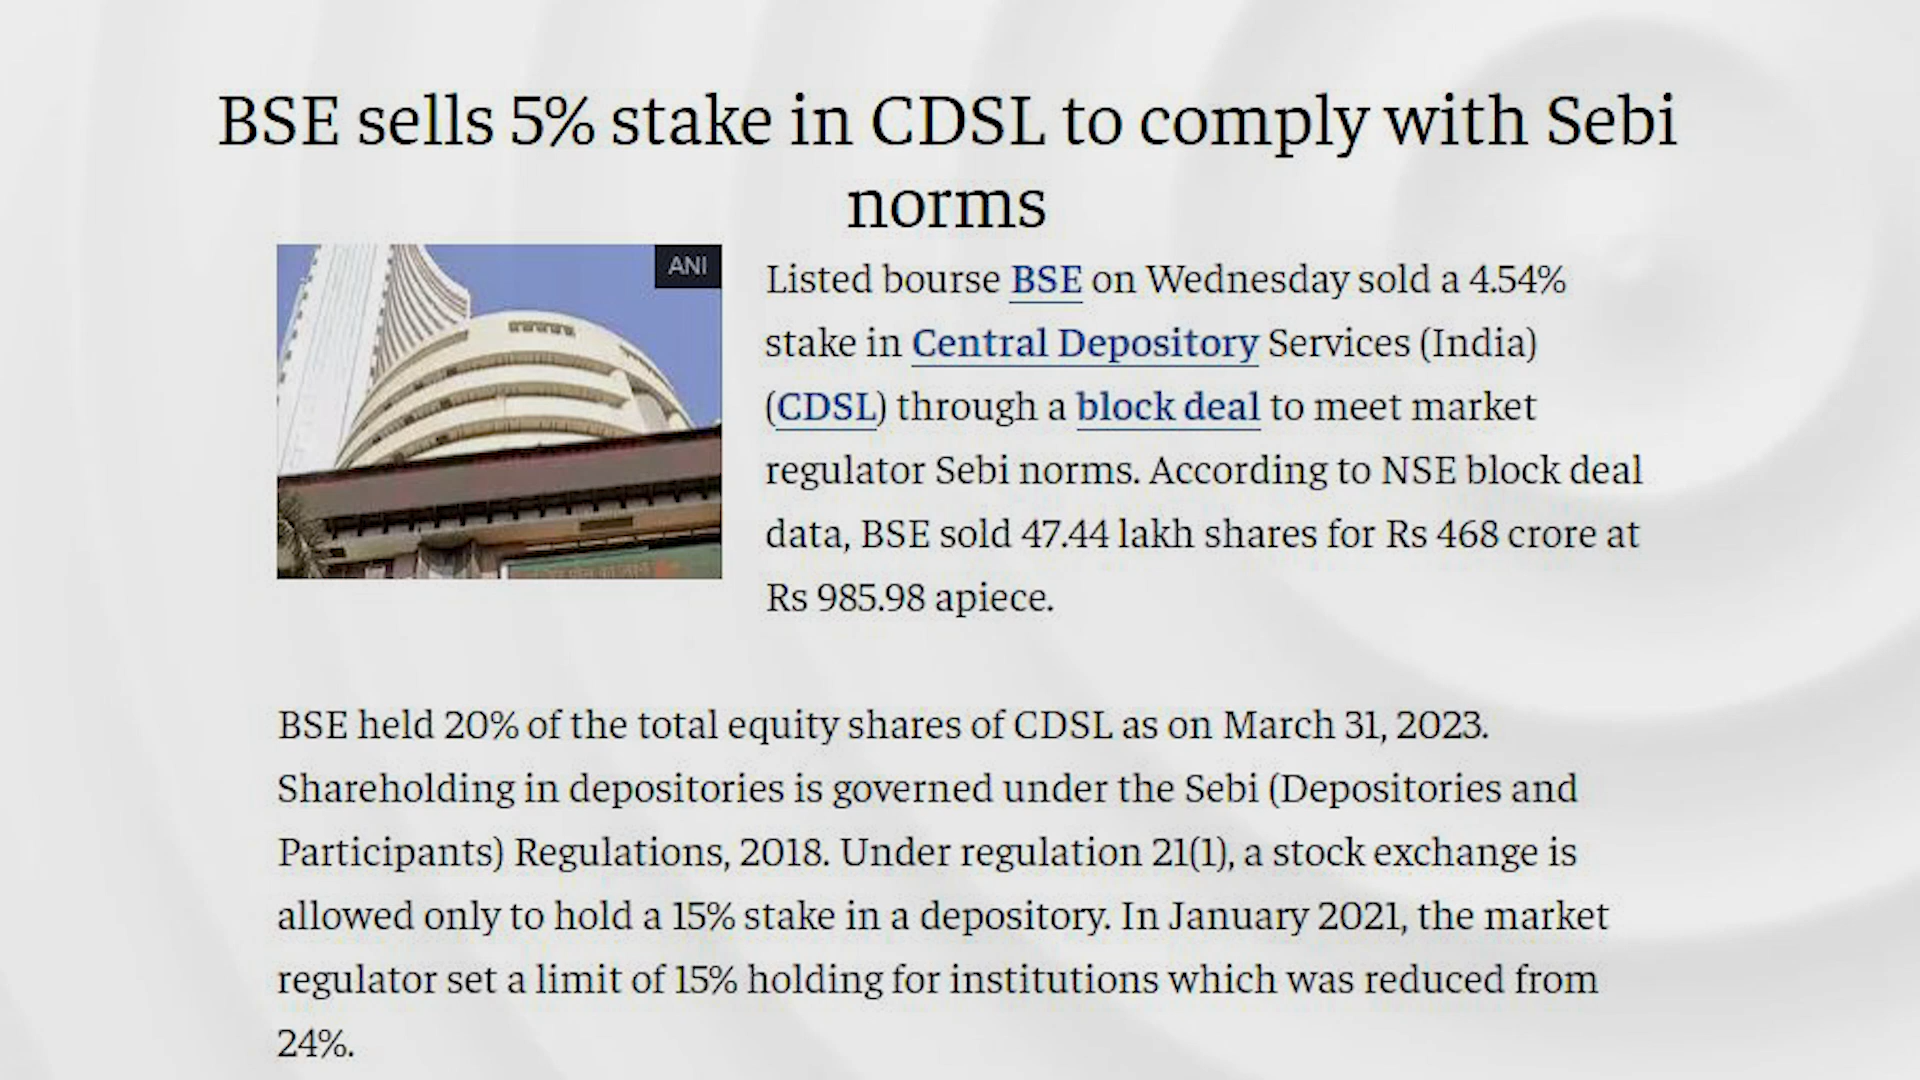 BSE sells 5% stake in CDSL to comply with Sebi
norms
ANI
Listed bourse BSE on Wednesday sold a 4.54%
stake in Central Depository Services (India)
(CDSL) through a block deal to meet market
regulator Sebi norms. According to NSE block deal
data, BSE sold 47.44 lakh shares for Rs 468 crore at
Rs 985.98 apiece.
BSE held 20% of the total equity shares of CDSL as on March 31, 2023.
Shareholding in depositories is governed under the Sebi (Depositories and
Participants) Regulations, 2018. Under regulation 21(1), a stock exchange is
allowed only to hold a 15% stake in a depository. In January 2021, the market
regulator set a limit of 15% holding for institutions which was reduced from
24%.